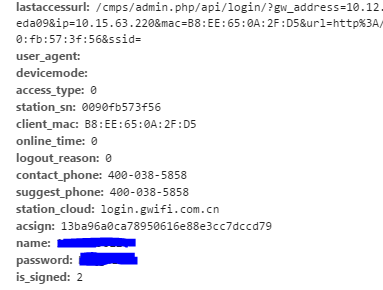 lastaccessurl: /cmps/admin.php/api/login/?gw_address=10.12.
eda09&ip=10.15.63.220&mac=B8:EE:65:0A:2F:D5&url=http%3A/
0:fb:57:3f:56&ssid=
user_agent:
devicemode:
access_type: 0
station_sn: 0090fb573f56
client_mac: B8:EE:65:0A:2F:D5
online_time: 0
logout_reason: 0
contact_phone: 400-038-5858
suggest_phone: 400-038-5858
station_cloud: login.gwifi.com.cn
acsign: 13ba96a0ca78950616e88e3cc7dccd79
name:
password:
is_signed: 2